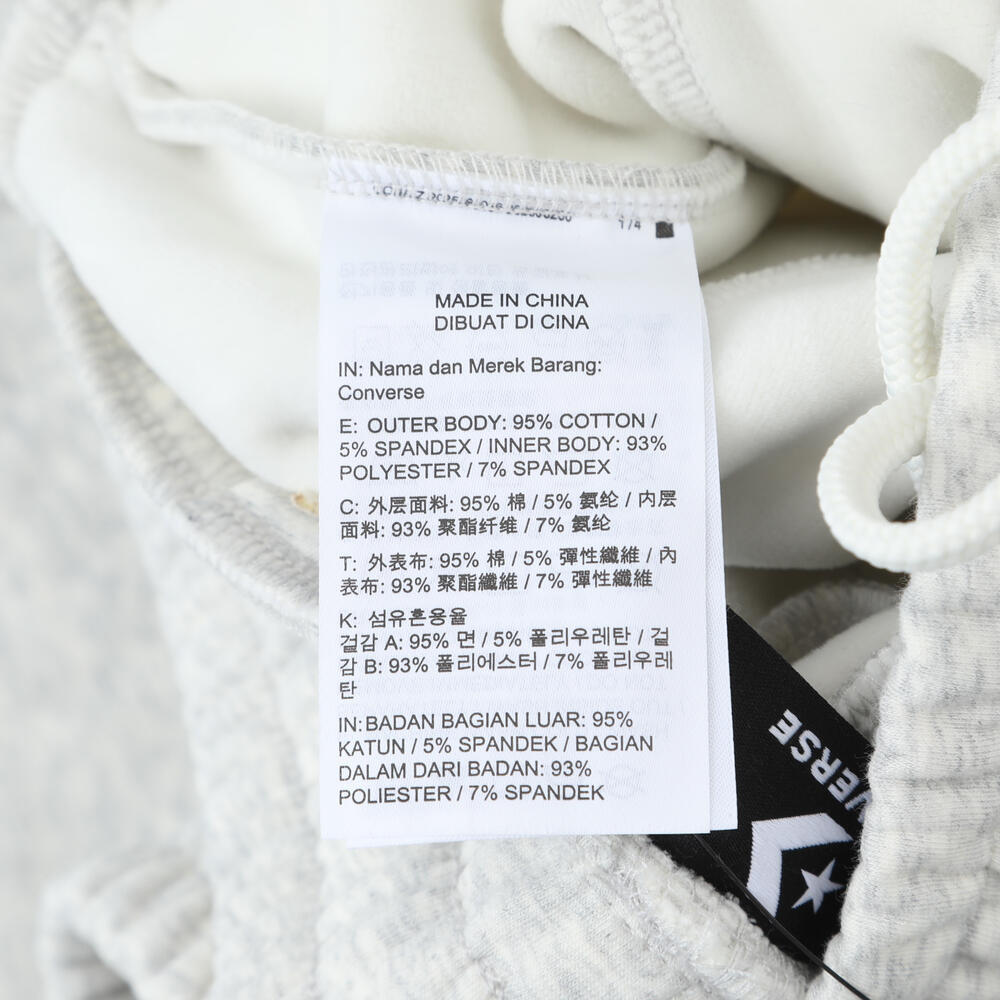 1/4
MADE IN CHINA
DIBUAT DI CINA
IN: Nama dan Merek Barang:
Converse
E: OUTER BODY: 95% COTTON /
5% SPANDEX / INNER BODY: 93%
POLYESTER / 7% SPANDEX
C: 外层面料: 95% 棉 / 5% 氨纶 / 内层
面料: 93% 聚酯纤维 / 7% 氨纶
T: 外表布: 95% 棉 / 5% 彈性纖維 / 內
表布: 93% 聚酯纖維 / 7% 彈性纖維
K: 섬유혼용율
겉감 A: 95% 면 / 5% 폴리우레탄 / 겉
감 B: 93% 폴리에스터 / 7% 폴리우레
탄
IN: BADAN BAGIAN LUAR: 95%
KATUN / 5% SPANDEK / BAGIAN
DALAM DARI BADAN: 93%
POLIESTER / 7% SPANDEK
VERSE